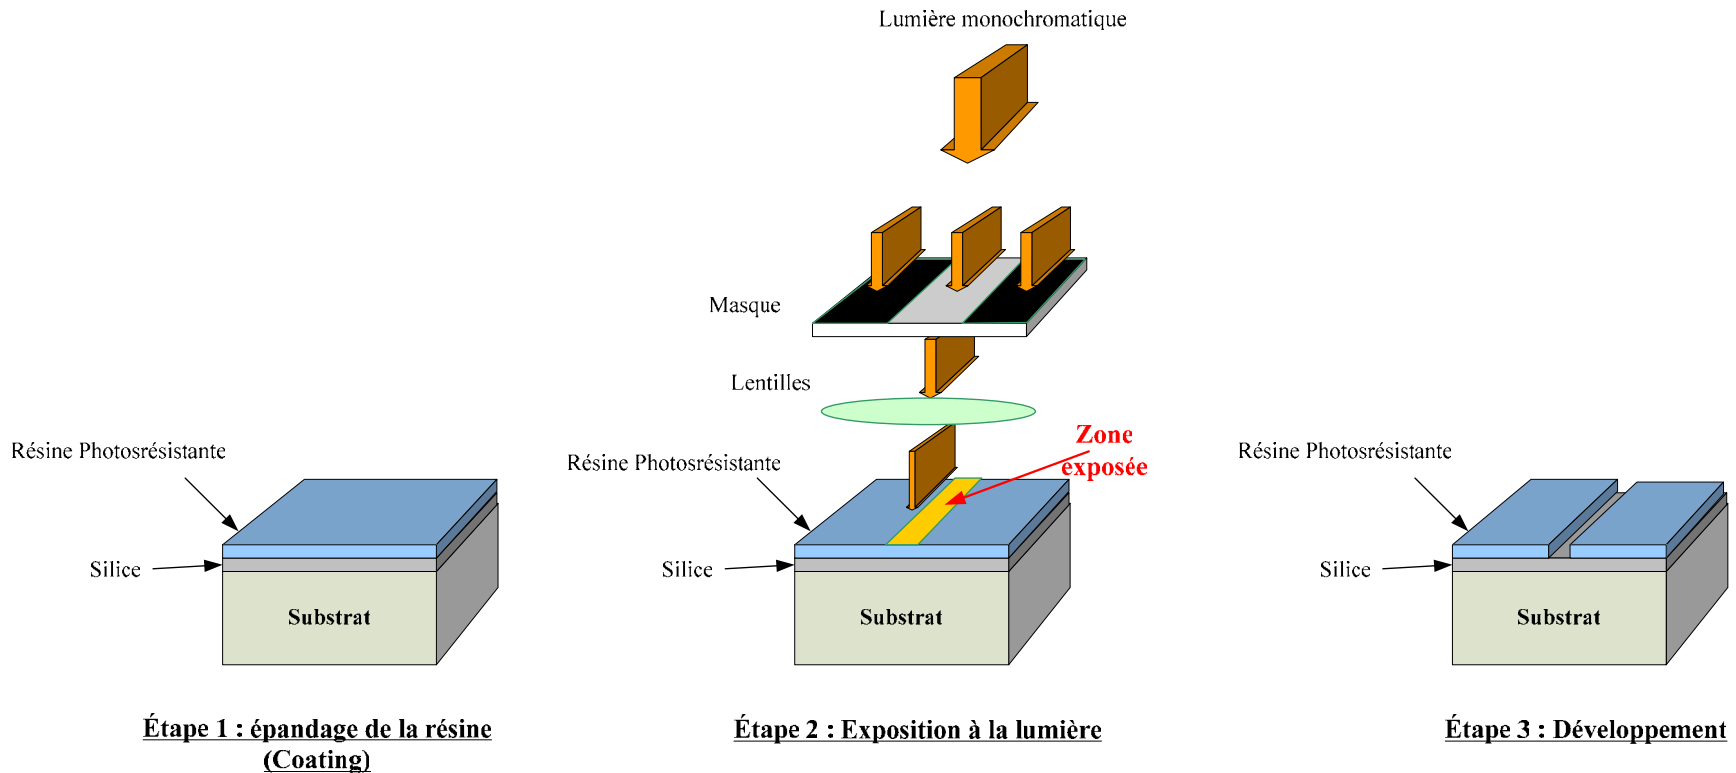 Lumière monochromatique
Masque
Lentilles
Zone
exposée
Résine Photosrésistante
Silice
Substrat
Résine Photosrésistante
Silice
Substrat
Résine Photosrésistante
Silice
Substrat
Étape 1 : épandage de la résine
(Coating)
Étape 2 : Exposition à la lumière
Étape 3 : Développement